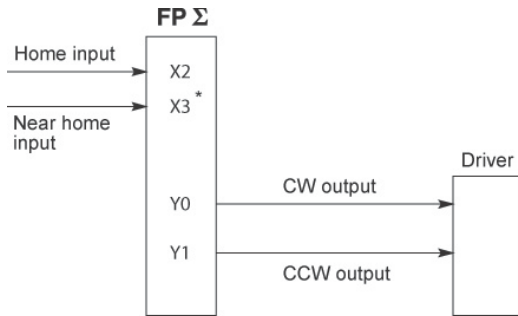 FP Σ
Home input
X2
X3 *
Near home
input
Driver
Y0
CW output
Y1
CCW output